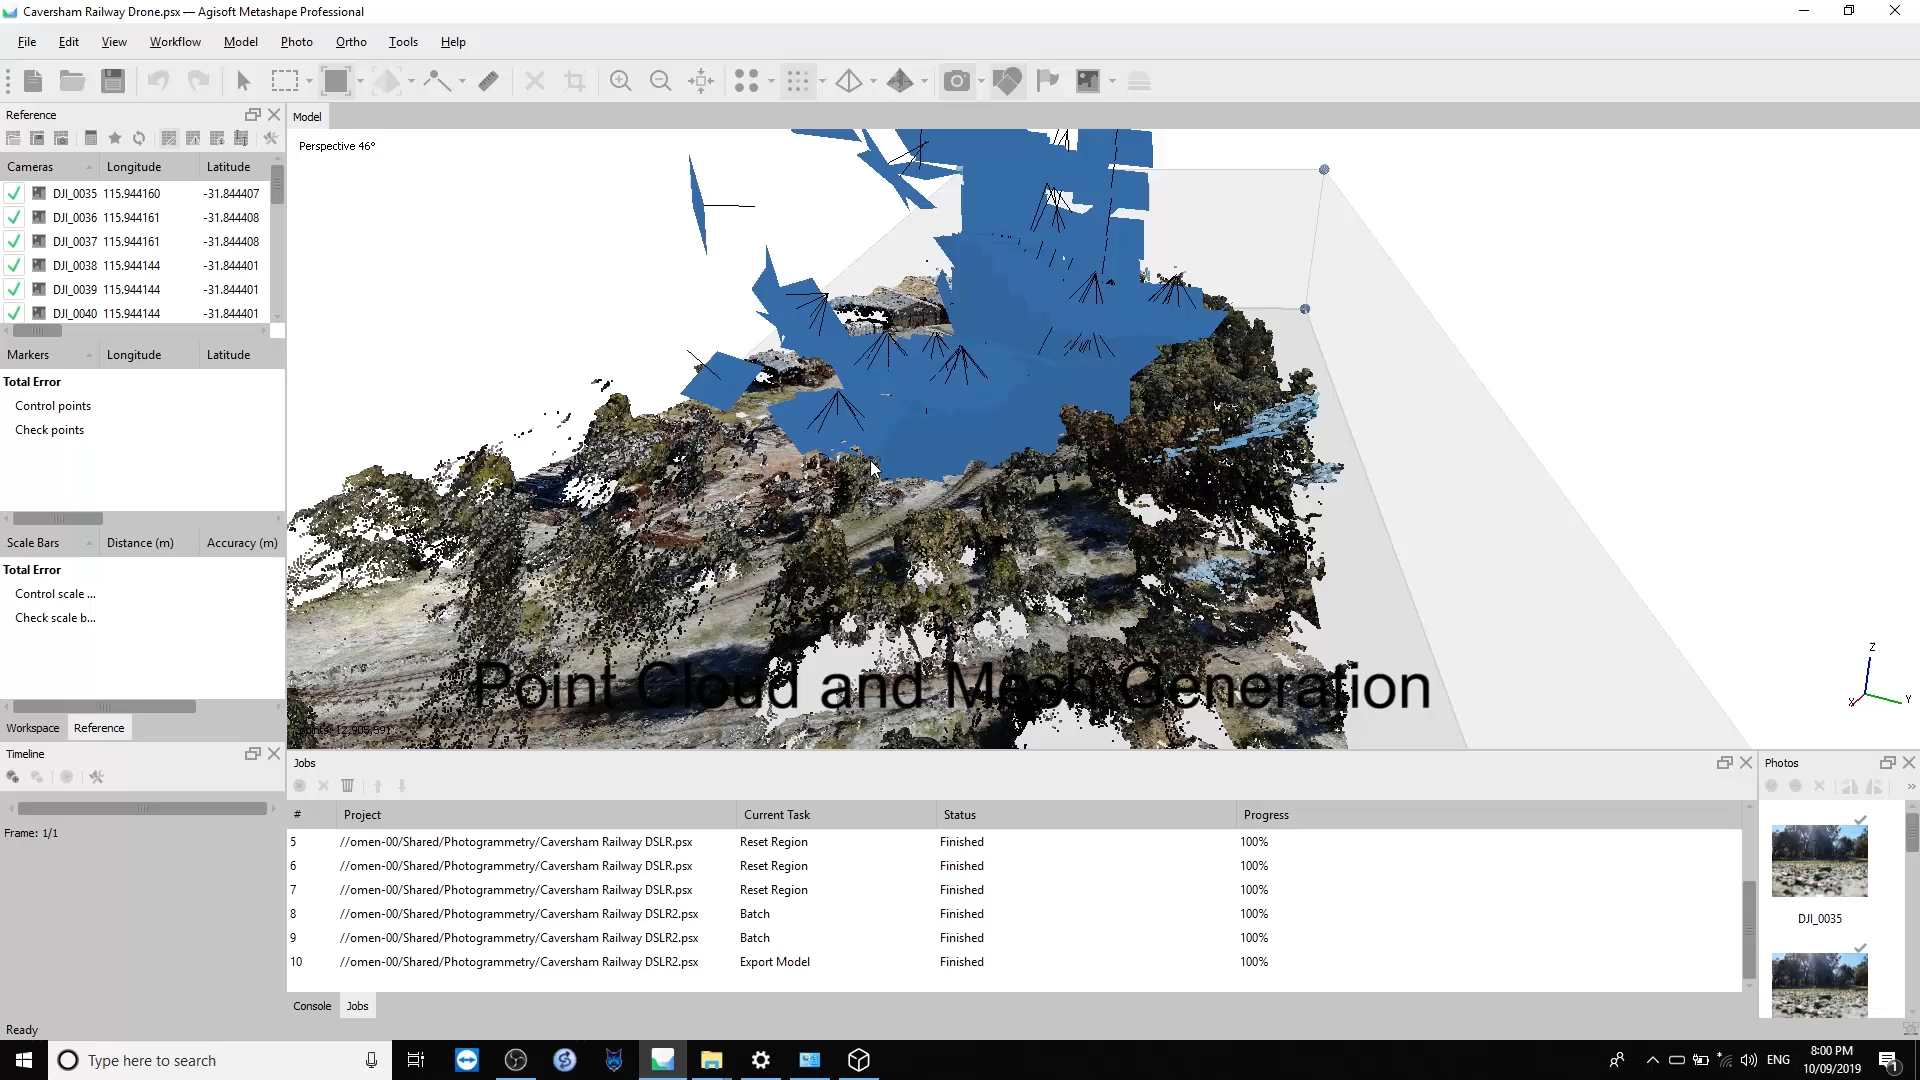 Caversham Railway Drone.psx — Agisoft Metashape Professional
File Edit View Workflow Model Photo Ortho Tools Help
Reference
Model
Cameras Longitude Latitude
Perspective 46°
DJI_0035 115.944160 -31.844407
DJI_0036 115.944161 -31.844408
DJI_0037 115.944161 -31.844408
DJI_0038 115.944144 -31.844401
DJI_0039 115.944144 -31.844401
DJI_0040 115.944144 -31.844401
Markers Longitude Latitude
Total Error
Control points
Check points
Scale Bars Distance (m) Accuracy (m)
Total Error
Control scale ...
Check scale b...
Z
X
Y
Point Cloud and Mesh Generation
Workspace Reference
Timeline
Frame: 1/1
Jobs
# Project Current Task Status Progress
5 //omen-00/Shared/Photogrammetry/Caversham Railway DSLR.psx Reset Region Finished 100%
6 //omen-00/Shared/Photogrammetry/Caversham Railway DSLR.psx Reset Region Finished 100%
7 //omen-00/Shared/Photogrammetry/Caversham Railway DSLR.psx Reset Region Finished 100%
8 //omen-00/Shared/Photogrammetry/Caversham Railway DSLR2.psx Batch Finished 100%
9 //omen-00/Shared/Photogrammetry/Caversham Railway DSLR2.psx Batch Finished 100%
10 //omen-00/Shared/Photogrammetry/Caversham Railway DSLR2.psx Export Model Finished 100%
Console Jobs
Photos
DJI_0035
Ready
Type here to search
ENG
8:00 PM
10/09/2019
1